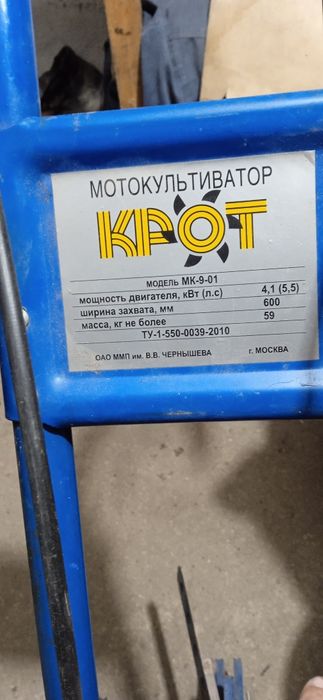 МОТОКУЛЬТИВАТОР
КРОТ
МОДЕЛЬ МК-9-01
мощность двигателя, кВт (л.с) 4,1 (5,5)
ширина захвата, мм 600
масса, кг не более 59
ТУ-1-550-0039-2010
ОАО ММП им. В.В. ЧЕРНЫШЕВА г. МОСКВА